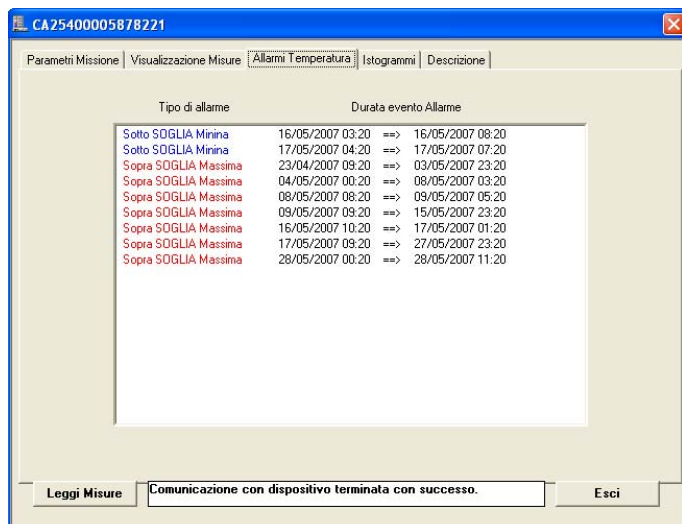 CA25400005878221
Parametri Missione Visualizzazione Misure Allarmi Temperatura Istogrammi Descrizione
Tipo di allarme Durata evento Allarme
Sotto SOGLIA Minina 16/05/2007 03:20 ==> 16/05/2007 08:20
Sotto SOGLIA Minina 17/05/2007 04:20 ==> 17/05/2007 07:20
Sopra SOGLIA Massima 23/04/2007 09:20 ==> 03/05/2007 23:20
Sopra SOGLIA Massima 04/05/2007 00:20 ==> 08/05/2007 03:20
Sopra SOGLIA Massima 08/05/2007 08:20 ==> 09/05/2007 05:20
Sopra SOGLIA Massima 09/05/2007 09:20 ==> 15/05/2007 23:20
Sopra SOGLIA Massima 16/05/2007 10:20 ==> 17/05/2007 01:20
Sopra SOGLIA Massima 17/05/2007 09:20 ==> 27/05/2007 23:20
Sopra SOGLIA Massima 28/05/2007 00:20 ==> 28/05/2007 11:20
Leggi Misure Comunicazione con dispositivo terminata con successo. Esci